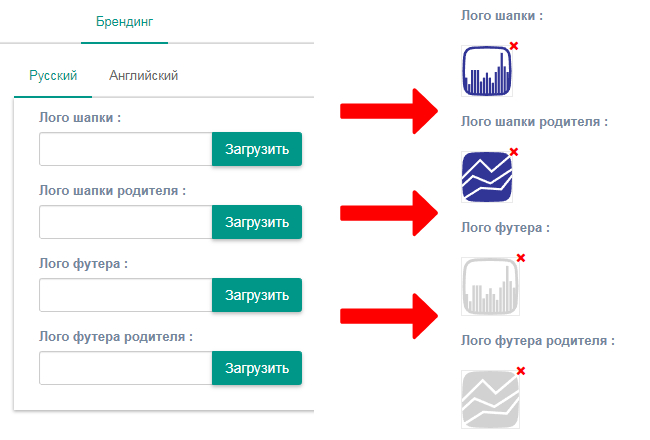 Брендинг
Русский
Английский
Лого шапки :
Загрузить
Лого шапки родителя :
Загрузить
Лого футера :
Загрузить
Лого футера родителя :
Загрузить
Лого шапки :
Лого шапки родителя :
Лого футера :
Лого футера родителя :